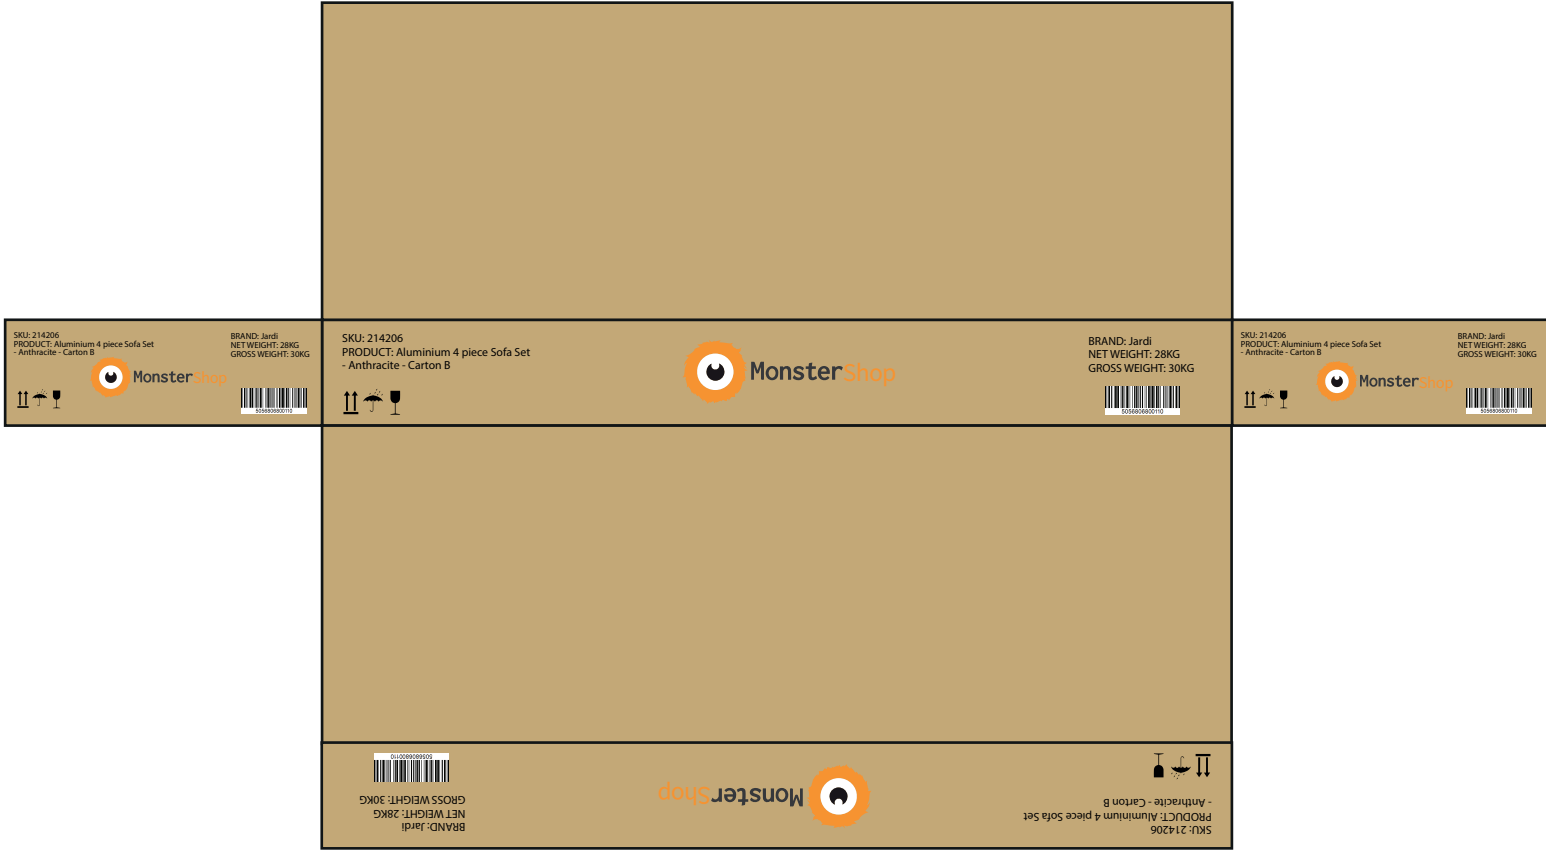 SKU: 214206
PRODUCT: Aluminium 4 piece Sofa Set
- Anthracite - Carton B
BRAND: Jardi
NET WEIGHT: 28KG
GROSS WEIGHT: 30KG
MonsterShop
5056806800110
SKU: 214206
PRODUCT: Aluminium 4 piece Sofa Set
- Anthracite - Carton B
MonsterShop
BRAND: Jardi
NET WEIGHT: 28KG
GROSS WEIGHT: 30KG
5056806800110
SKU: 214206
PRODUCT: Aluminium 4 piece Sofa Set
- Anthracite - Carton B
BRAND: Jardi
NET WEIGHT: 28KG
GROSS WEIGHT: 30KG
MonsterShop
5056806800110
SKU: 214206
PRODUCT: Aluminium 4 piece Sofa Set
- Anthracite - Carton B
MonsterShop
BRAND: Jardi
NET WEIGHT: 28KG
GROSS WEIGHT: 30KG
5056806800110